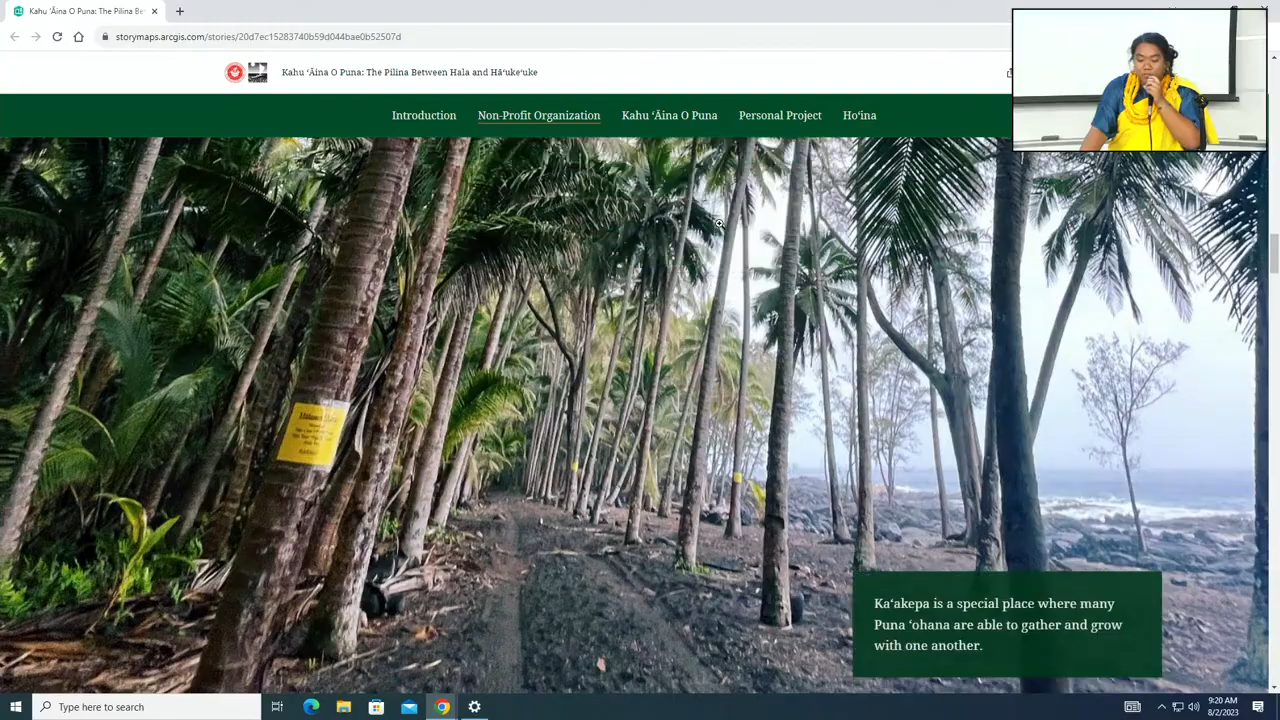 Kahu ʻĀina O Puna: The Pilina Be
storymaps.arcgis.com/stories/20d7ec15283740b59d044bae0b52507d
Kahu ʻĀina O Puna: The Pilina Between Hala and Hāʻukeʻuke
Introduction
Non-Profit Organization
Kahu ʻĀina O Puna
Personal Project
Hoʻina
Kaʻakepa is a special place where many
Puna ʻohana are able to gather and grow
with one another.
Type here to search
9:20 AM
8/2/2023